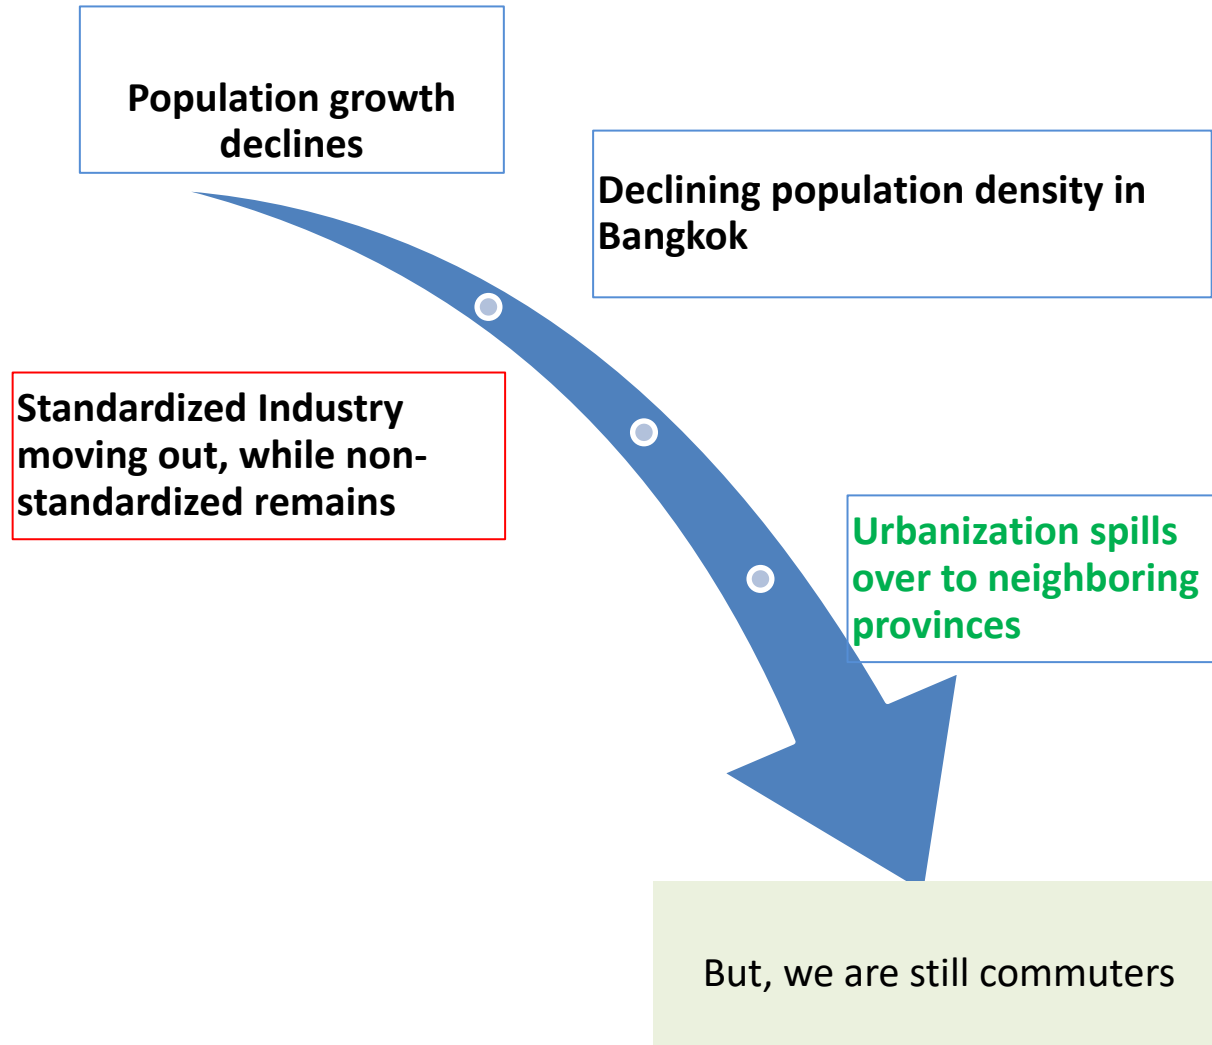 Population growth
declines
Declining population density in
Bangkok
Standardized Industry
moving out, while non-
standardized remains
Urbanization spills
over to neighboring
provinces
But, we are still commuters